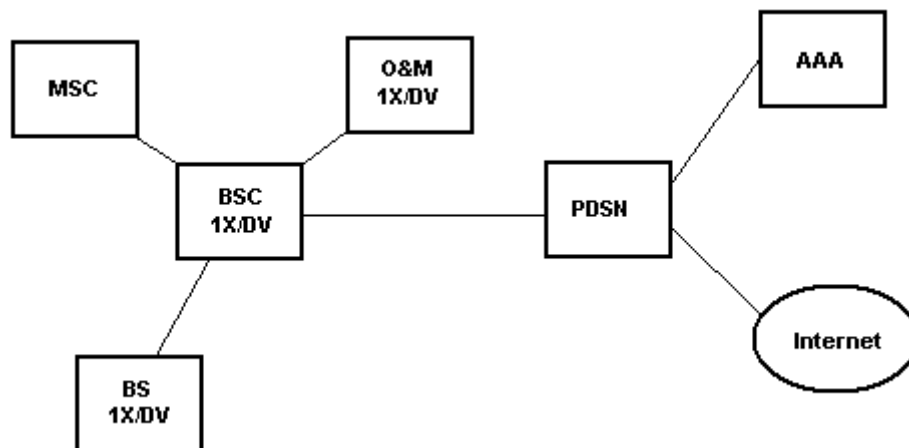 MSC
O&M
1X/DV
AAA
BSC
1X/DV
PDSN
Internet
BS
1X/DV